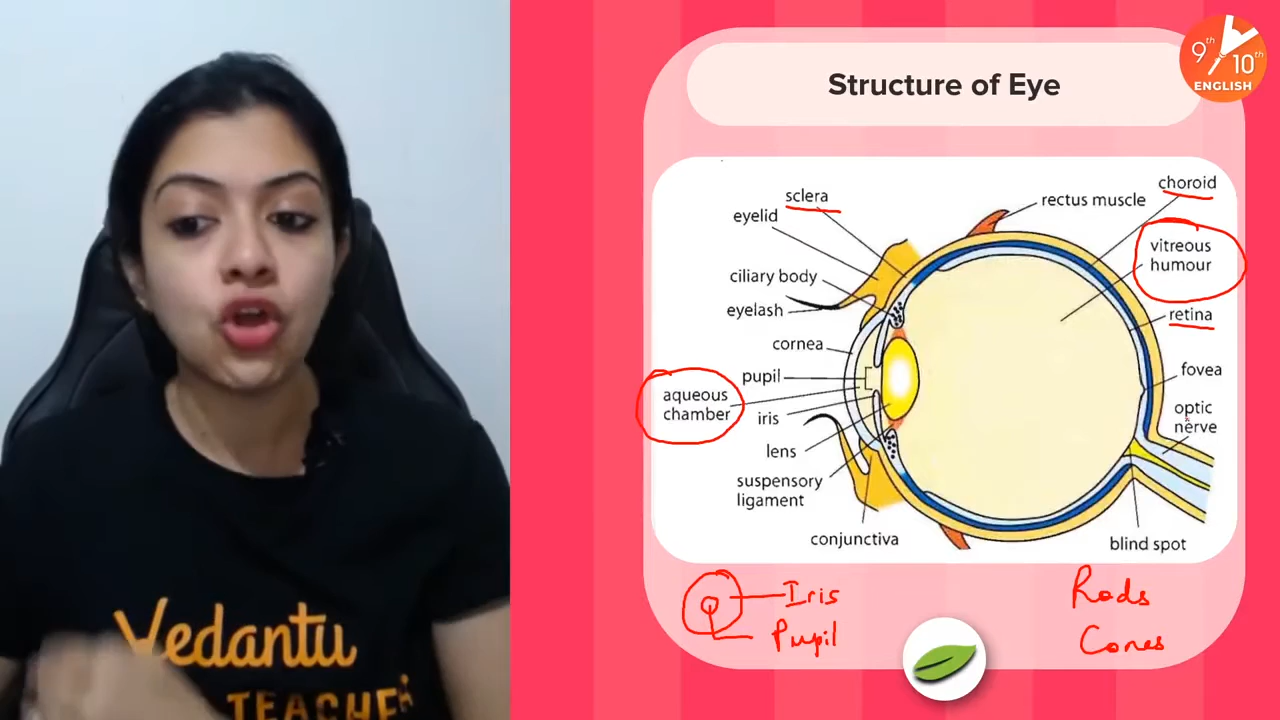 9th
10th
ENGLISH
Structure of Eye
sclera
eyelid
ciliary body
eyelash
cornea
pupil
aqueous
chamber
iris
lens
suspensory
ligament
conjunctiva
rectus muscle
choroid
vitreous
humour
retina
fovea
optic
nerve
blind spot
Iris
Pupil
Rods
Cones
Vedantu
TEACHER